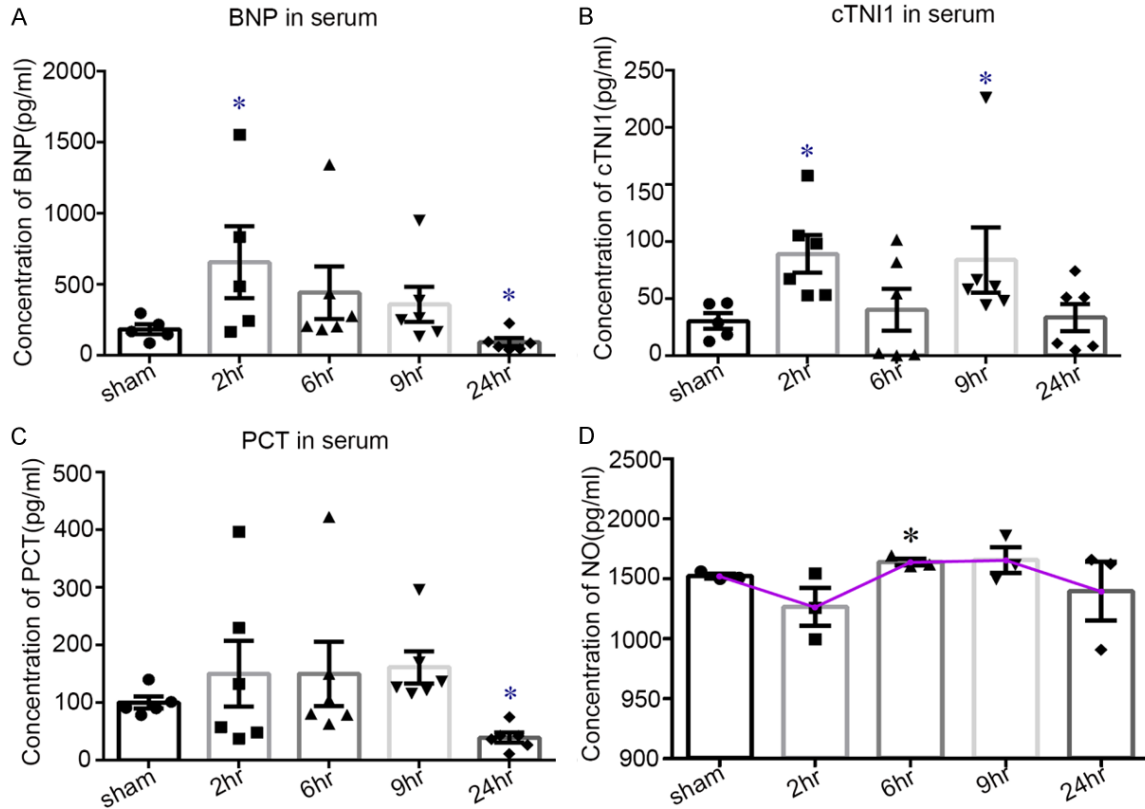 A
BNP in serum
Concentration of BNP(pg/ml)
2000
1500
1000
500
0
*
*
sham
2hr
6hr
9hr
24hr
B
cTNI1 in serum
Concentration of cTNI1(pg/ml)
250
200
150
100
50
0
*
*
sham
2hr
6hr
9hr
24hr
C
PCT in serum
Concentration of PCT(pg/ml)
500
400
300
200
100
0
*
sham
2hr
6hr
9hr
24hr
D
Concentration of NO(pg/ml)
2500
2000
1500
1000
950
900
*
sham
2hr
6hr
9hr
24hr